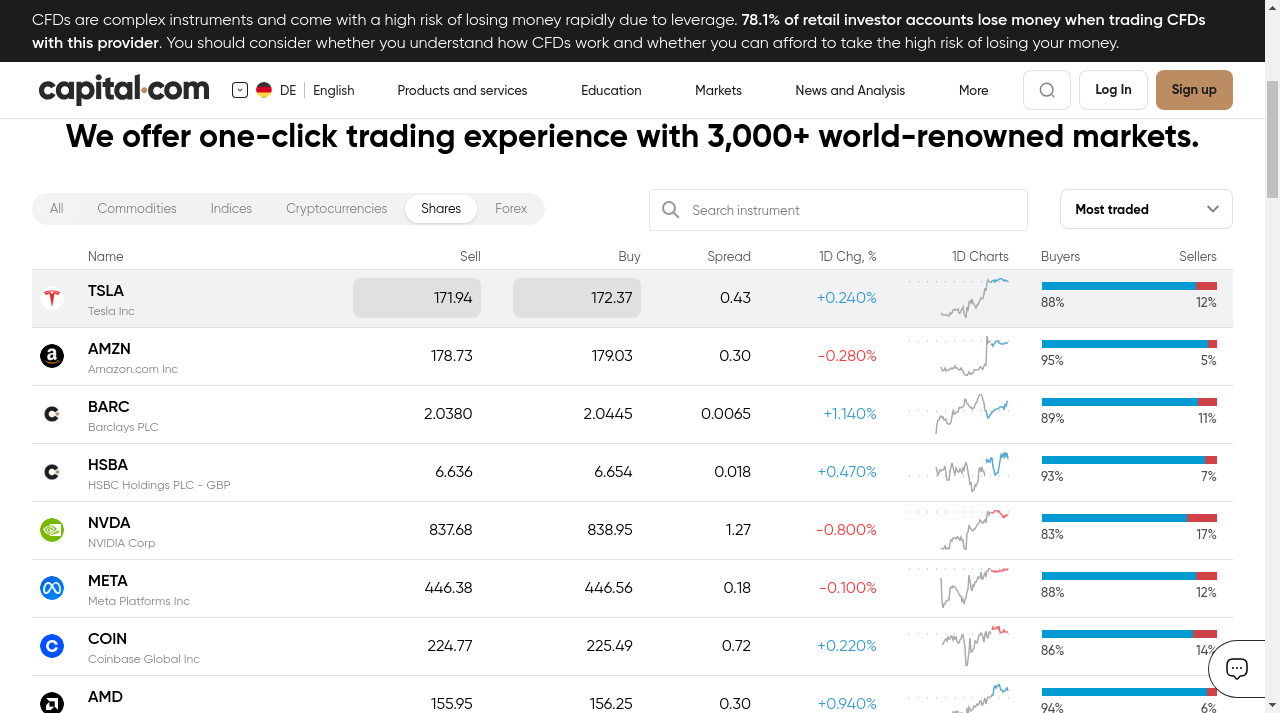 CFDs are complex instruments and come with a high risk of losing money rapidly due to leverage. 78.1% of retail investor accounts lose money when trading CFDs
with this provider. You should consider whether you understand how CFDs work and whether you can afford to take the high risk of losing your money.
capital.com DE English Products and services Education Markets News and Analysis More Log In Sign up
We offer one-click trading experience with 3,000+ world-renowned markets.
All Commodities Indices Cryptocurrencies Shares Forex Search instrument Most traded
Name Sell Buy Spread 1D Chg, % 1D Charts Buyers Sellers
TSLA 171.94 172.37 0.43 +0.240%
Tesla Inc 88% 12%
AMZN 178.73 179.03 0.30 -0.280%
Amazon.com Inc 95% 5%
BARC 2.0380 2.0445 0.0065 +1.140%
Barclays PLC 89% 11%
HSBA 6.636 6.654 0.018 +0.470%
HSBC Holdings PLC - GBP 93% 7%
NVDA 837.68 838.95 1.27 -0.800%
NVIDIA Corp 83% 17%
META 446.38 446.56 0.18 -0.100%
Meta Platforms Inc 88% 12%
COIN 224.77 225.49 0.72 +0.220%
Coinbase Global Inc 86% 14%
AMD 155.95 156.25 0.30 +0.940%
94% 6%